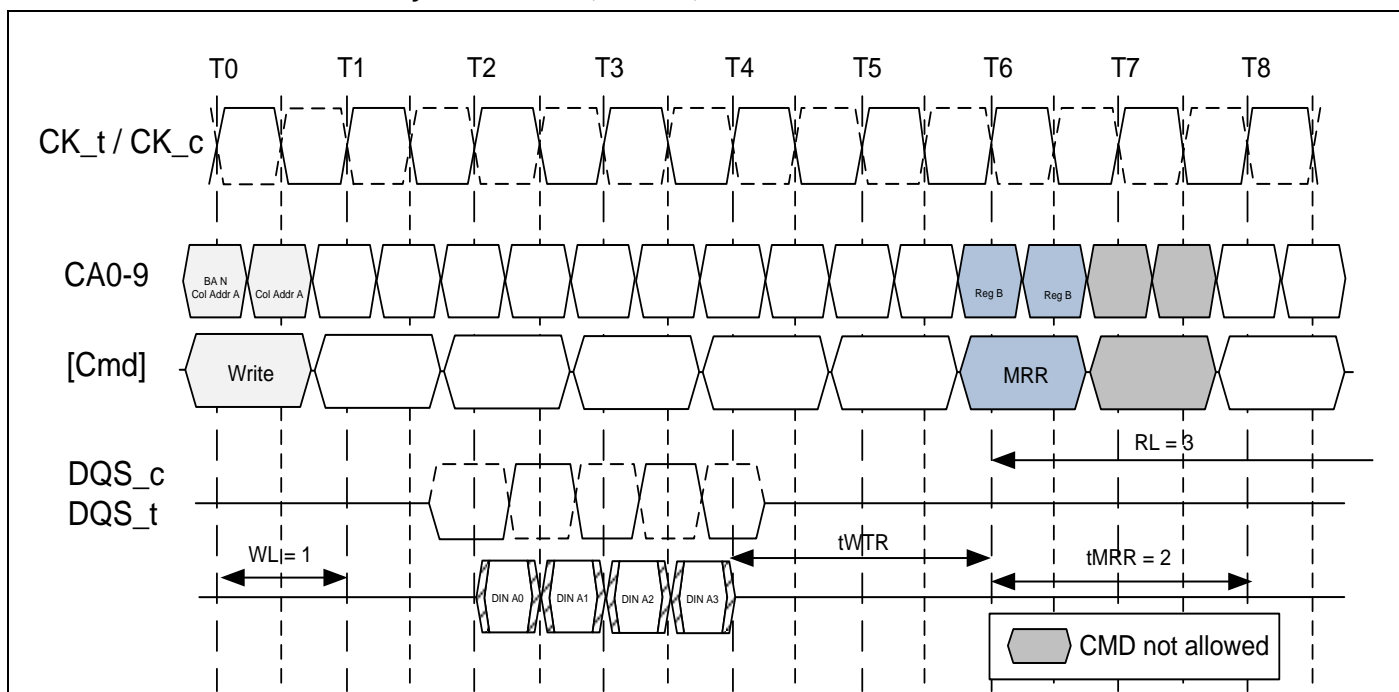 T0 T1 T2 T3 T4 T5 T6 T7 T8
CK_t / CK_c
CA0-9
BA N
Col Addr A
Col Addr A
Reg B
Reg B
[Cmd]
Write
MRR
RL = 3
DQS_c
DQS_t
WL = 1
tWTR
tMRR = 2
DIN A0
DIN A1
DIN A2
DIN A3
CMD not allowed